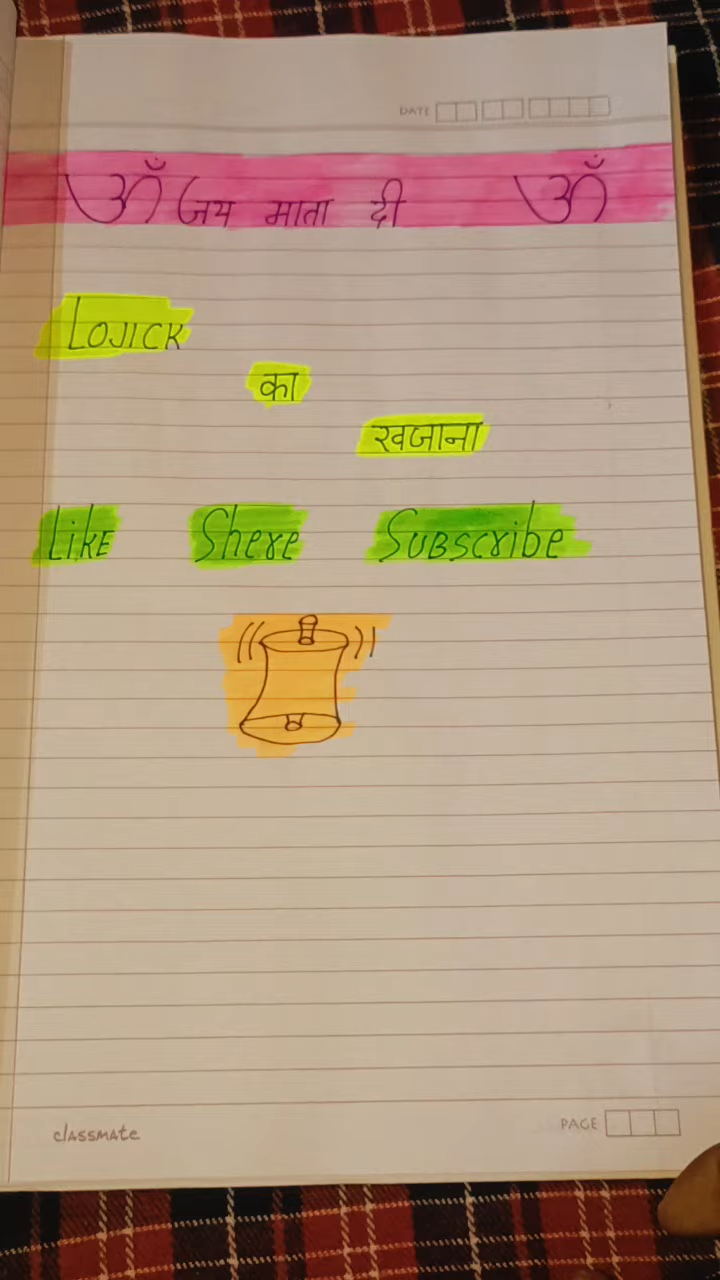 DATE
ॐ जय माता दी ॐ
LOJICK
का
खजाना
Like Shere Subscribe
classmate
PAGE